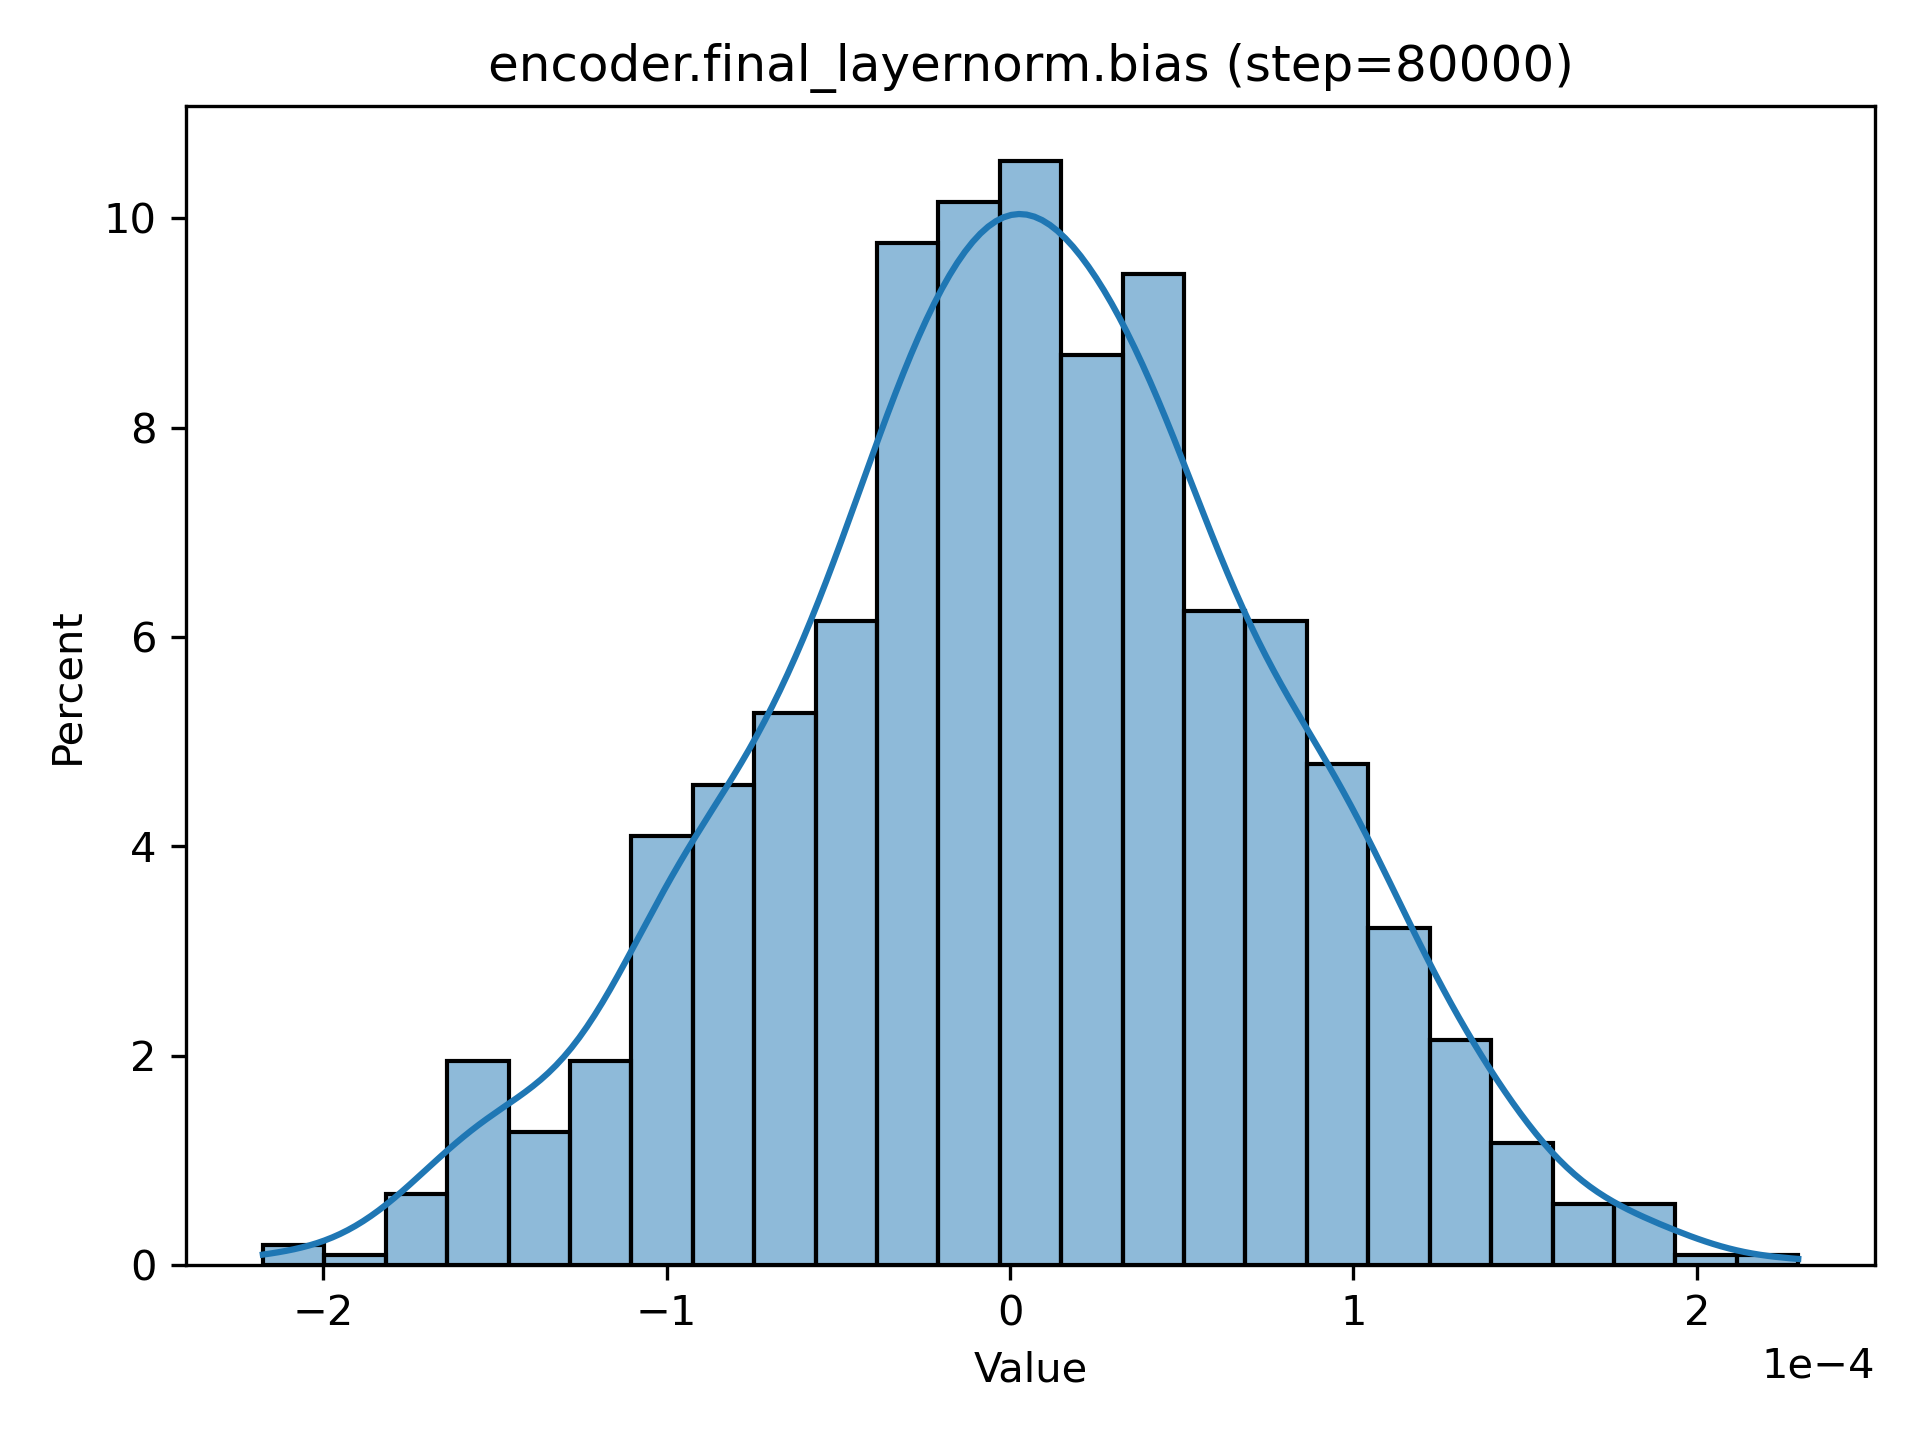 encoder.final_layernorm.bias (step=80000)
Percent
10
8
6
4
2
0
−2 −1 0 1 2
1e−4
Value